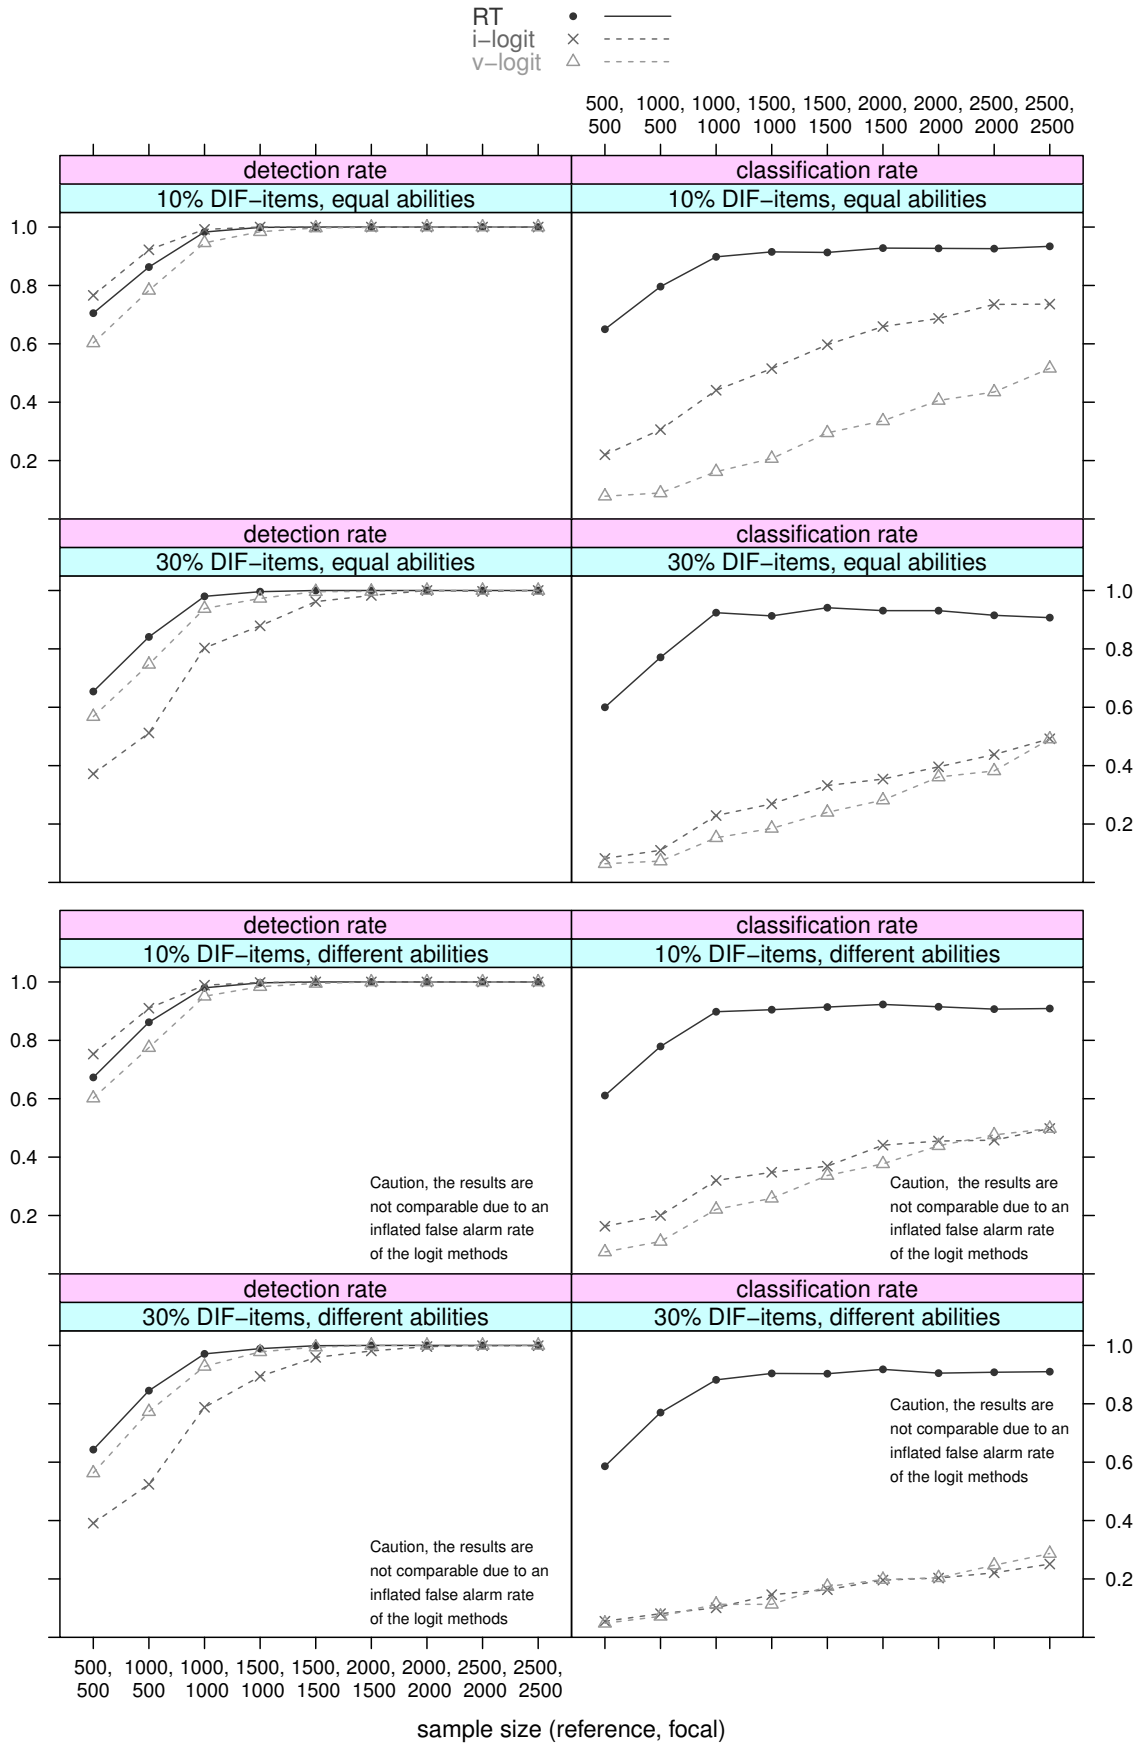 RT
i−logit
v−logit
500, 1000, 1000, 1500, 1500, 2000, 2000, 2500, 2500,
500 500 1000 1000 1500 1500 2000 2000 2500
detection rate
classification rate
10% DIF−items, equal abilities
10% DIF−items, equal abilities
1.0
0.8
0.6
0.4
0.2
detection rate
classification rate
30% DIF−items, equal abilities
30% DIF−items, equal abilities
1.0
0.8
0.6
0.4
0.2
detection rate
classification rate
10% DIF−items, different abilities
10% DIF−items, different abilities
1.0
0.8
0.6
0.4
0.2
Caution, the results are
not comparable due to an
inflated false alarm rate
of the logit methods
Caution, the results are
not comparable due to an
inflated false alarm rate
of the logit methods
detection rate
classification rate
30% DIF−items, different abilities
30% DIF−items, different abilities
Caution, the results are
not comparable due to an
inflated false alarm rate
of the logit methods
Caution, the results are
not comparable due to an
inflated false alarm rate
of the logit methods
1.0
0.8
0.6
0.4
0.2
500, 1000, 1000, 1500, 1500, 2000, 2000, 2500, 2500,
500 500 1000 1000 1500 1500 2000 2000 2500
sample size (reference, focal)